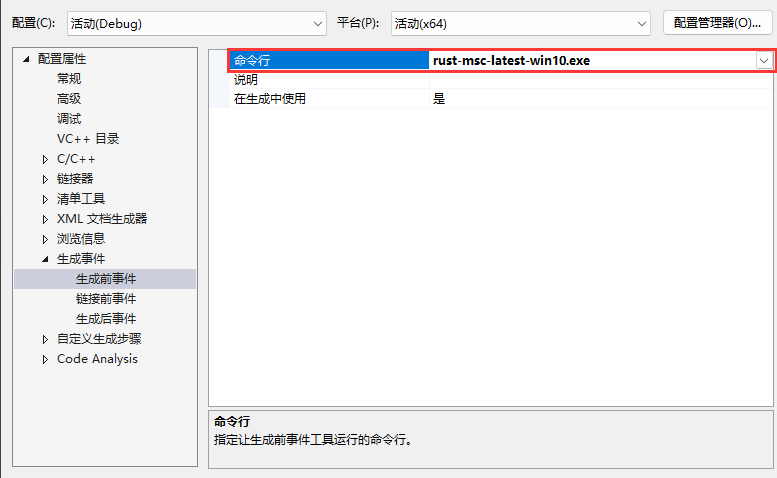 配置(C): 活动(Debug) 平台(P): 活动(x64) 配置管理器(O)...
配置属性
常规
高级
调试
VC++ 目录
C/C++
链接器
清单工具
XML 文档生成器
浏览信息
生成事件
生成前事件
链接前事件
生成后事件
自定义生成步骤
Code Analysis
命令行 rust-msc-latest-win10.exe
说明
在生成中使用 是
命令行
指定让生成前事件工具运行的命令行。